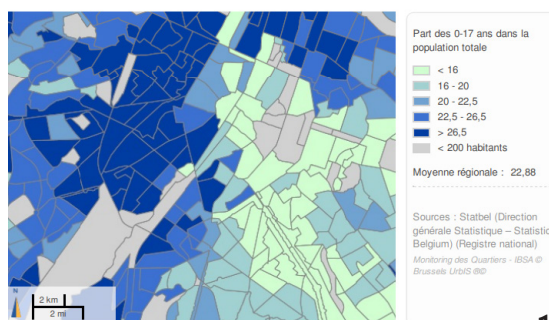 Part des 0-17 ans dans la
population totale
< 16
16 - 20
20 - 22,5
22,5 - 26,5
> 26,5
< 200 habitants
Moyenne régionale : 22,88
Sources : Statbel (Direction
générale Statistique – Statistic
Belgium) (Registre national)
Monitoring des Quartiers - IBSA ©
Brussels UrbIS ®©
N
2 km
2 mi